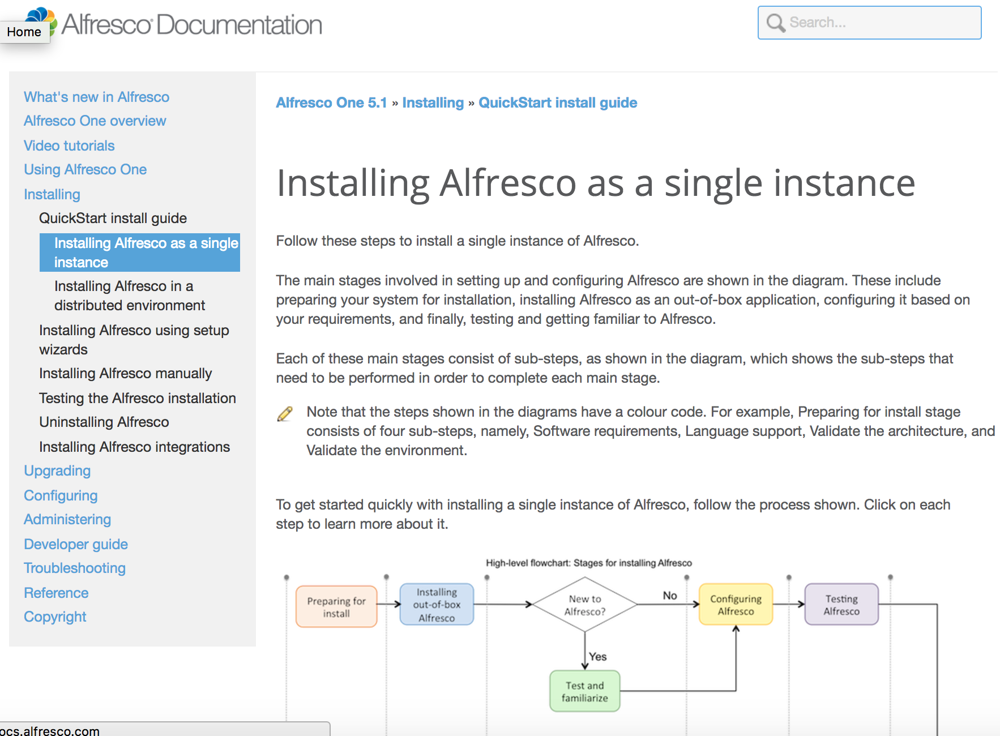 Home
Alfresco Documentation
Search...
What's new in Alfresco
Alfresco One overview
Video tutorials
Using Alfresco One
Installing
QuickStart install guide
Installing Alfresco as a single
instance
Installing Alfresco in a
distributed environment
Installing Alfresco using setup
wizards
Installing Alfresco manually
Testing the Alfresco installation
Uninstalling Alfresco
Installing Alfresco integrations
Upgrading
Configuring
Administering
Developer guide
Troubleshooting
Reference
Copyright
Alfresco One 5.1 » Installing » QuickStart install guide
Installing Alfresco as a single instance
Follow these steps to install a single instance of Alfresco.
The main stages involved in setting up and configuring Alfresco are shown in the diagram. These include
preparing your system for installation, installing Alfresco as an out-of-box application, configuring it based on
your requirements, and finally, testing and getting familiar to Alfresco.
Each of these main stages consist of sub-steps, as shown in the diagram, which shows the sub-steps that
need to be performed in order to complete each main stage.
Note that the steps shown in the diagrams have a colour code. For example, Preparing for install stage
consists of four sub-steps, namely, Software requirements, Language support, Validate the architecture, and
Validate the environment.
To get started quickly with installing a single instance of Alfresco, follow the process shown. Click on each
step to learn more about it.
High-level flowchart: Stages for installing Alfresco
Preparing for
install
Installing
out-of-box
Alfresco
New to
Alfresco?
No
Configuring
Alfresco
Testing
Alfresco
Yes
Test and
familiarize
ocs.alfresco.com